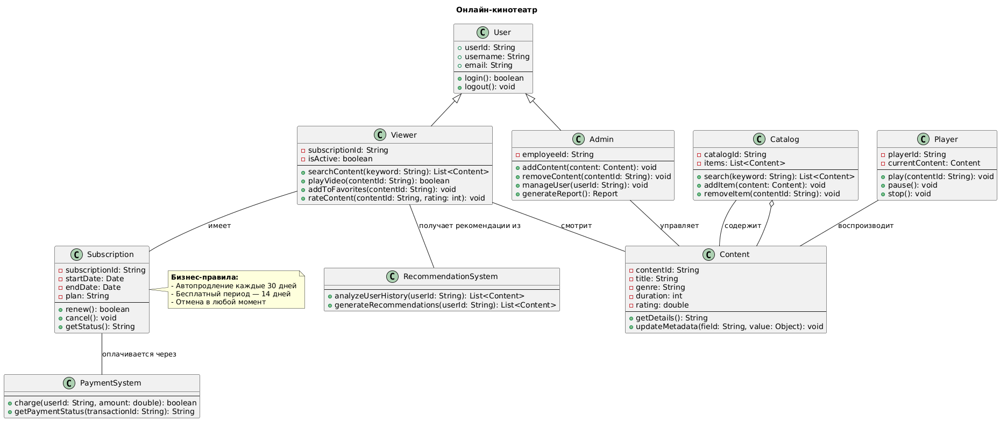 Онлайн-кинотеатр
C User
userId: String
username: String
email: String
login(): boolean
logout(): void
C Viewer
subscriptionId: String
isActive: boolean
searchContent(keyword: String): List<Content>
playVideo(contentId: String): boolean
addToFavorites(contentId: String): void
rateContent(contentId: String, rating: int): void
C Admin
employeeId: String
addContent(content: Content): void
removeContent(contentId: String): void
manageUser(userId: String): void
generateReport(): Report
C Catalog
catalogId: String
items: List<Content>
search(keyword: String): List<Content>
addItem(content: Content): void
removeItem(contentId: String): void
C Player
playerId: String
currentContent: Content
play(contentId: String): void
pause(): void
stop(): void
имеет
получает рекомендации из
смотрит
управляет
содержит
воспроизводит
C Subscription
subscriptionId: String
startDate: Date
endDate: Date
plan: String
renew(): boolean
cancel(): void
getStatus(): String
Бизнес-правила:
- Автопродление каждые 30 дней
- Бесплатный период — 14 дней
- Отмена в любой момент
C RecommendationSystem
analyzeUserHistory(userId: String): List<Content>
generateRecommendations(userId: String): List<Content>
C Content
contentId: String
title: String
genre: String
duration: int
rating: double
getDetails(): String
updateMetadata(field: String, value: Object): void
оплачивается через
C PaymentSystem
charge(userId: String, amount: double): boolean
getPaymentStatus(transactionId: String): String